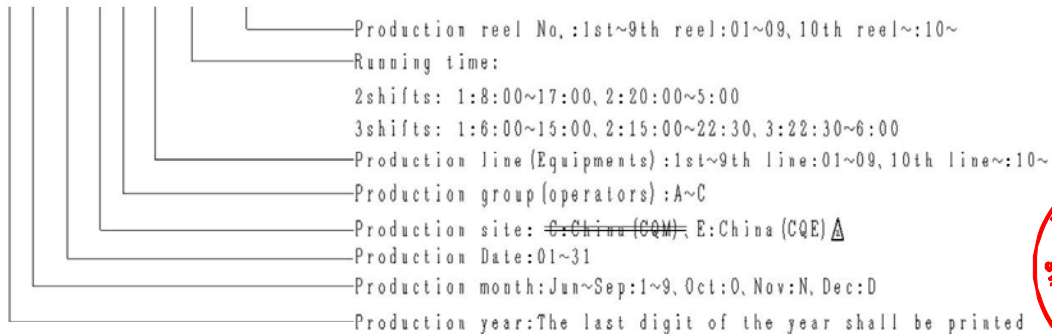 Production reel No,:1st~9th reel:01~09、10th reel~:10~
Running time:
2shifts: 1:8:00~17:00、2:20:00~5:00
3shifts: 1:6:00~15:00、2:15:00~22:30、3:22:30~6:00
Production line(Equipments):1st~9th line:01~09、10th line~:10~
Production group(operators):A~C
Production site: C:China(CQM)、E:China(CQE)
Production Date:01~31
Production month:Jun~Sep:1~9、Oct:O、Nov:N、Dec:D
Production year:The last digit of the year shall be printed